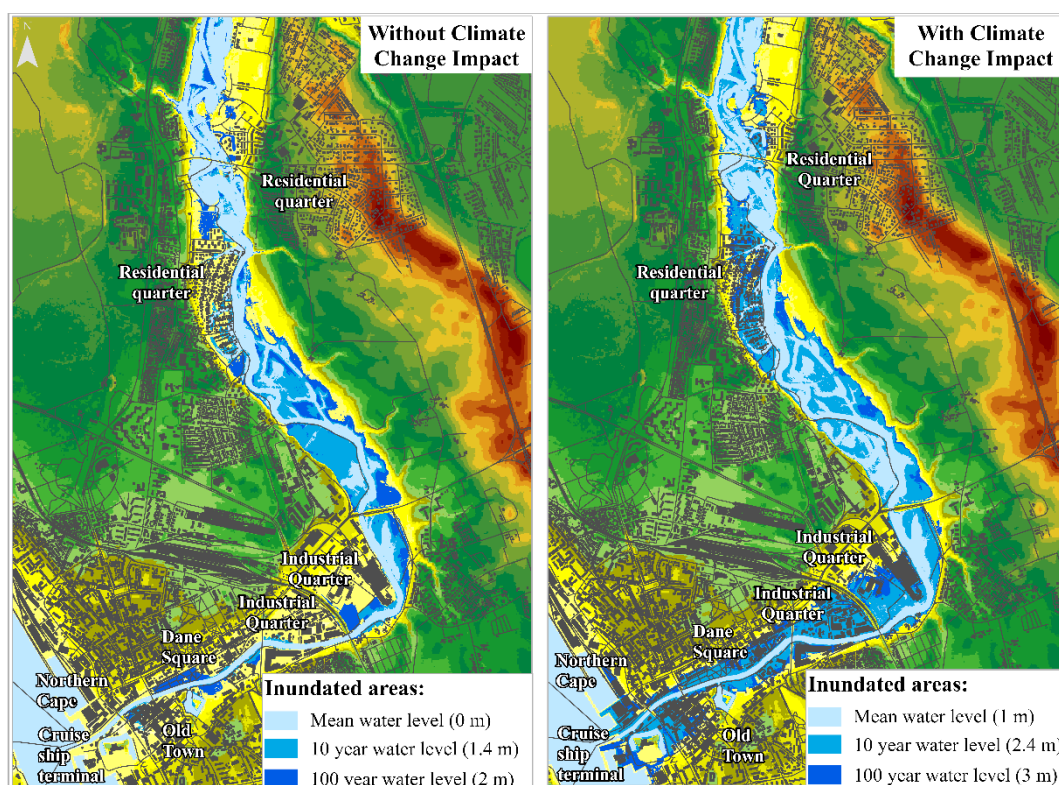 N
Without Climate
Change Impact
Residential
quarter
Residential
quarter
Industrial
Quarter
Industrial
Quarter
Dane
Square
Northern
Cape
Old
Town
Cruise
ship
terminal
Inundated areas:
Mean water level (0 m)
10 year water level (1.4 m)
100 year water level (2 m)
With Climate
Change Impact
Residential
Quarter
Residential
quarter
Industrial
Quarter
Industrial
Quarter
Dane
Square
Northern
Cape
Old
Town
Cruise
ship
terminal
Inundated areas:
Mean water level (1 m)
10 year water level (2.4 m)
100 year water level (3 m)